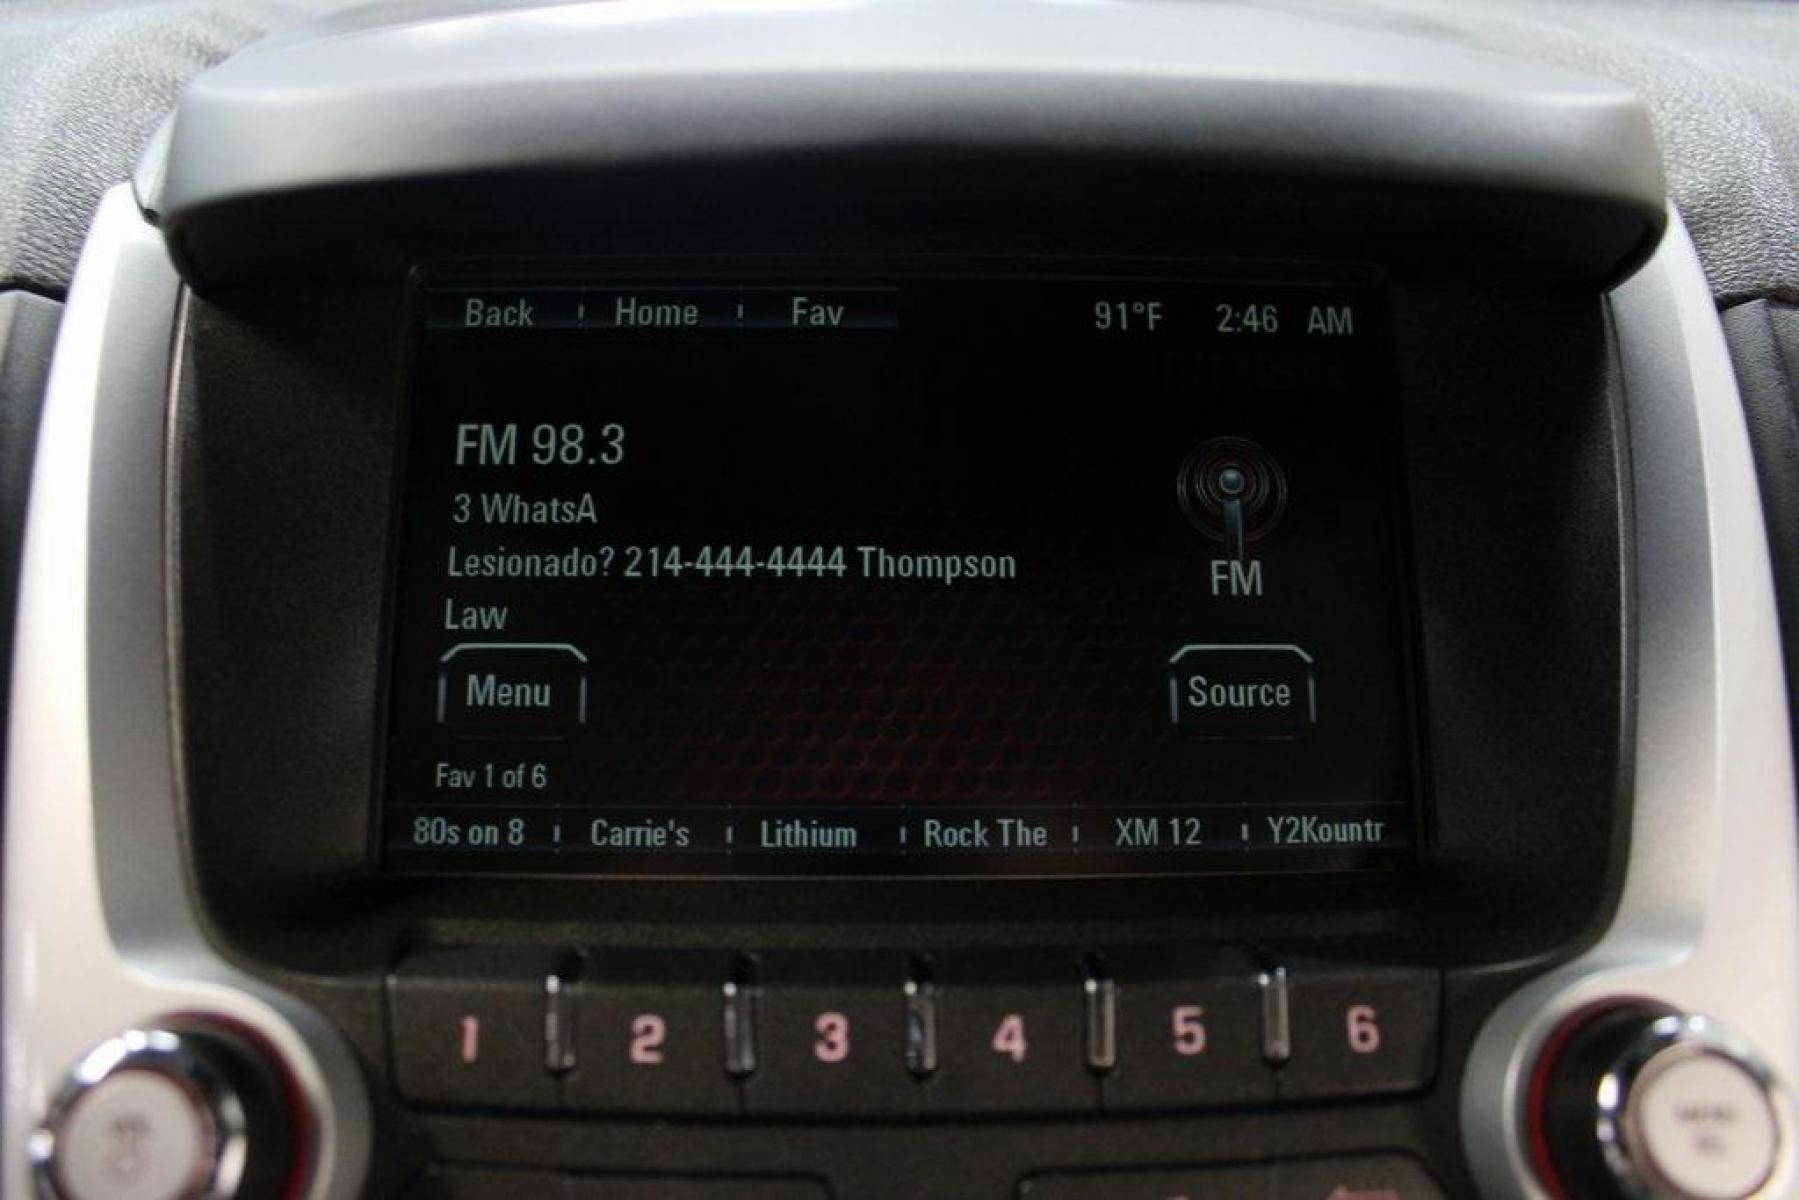 Back Home Fav 91°F 2:46 AM
FM 98.3
3 WhatsA
Lesionado? 214-444-4444 Thompson
Law
FM
Menu Source
Fav 1 of 6
80s on 8 Carrie's Lithium Rock The XM 12 Y2Kountr
1 2 3 4 5 6